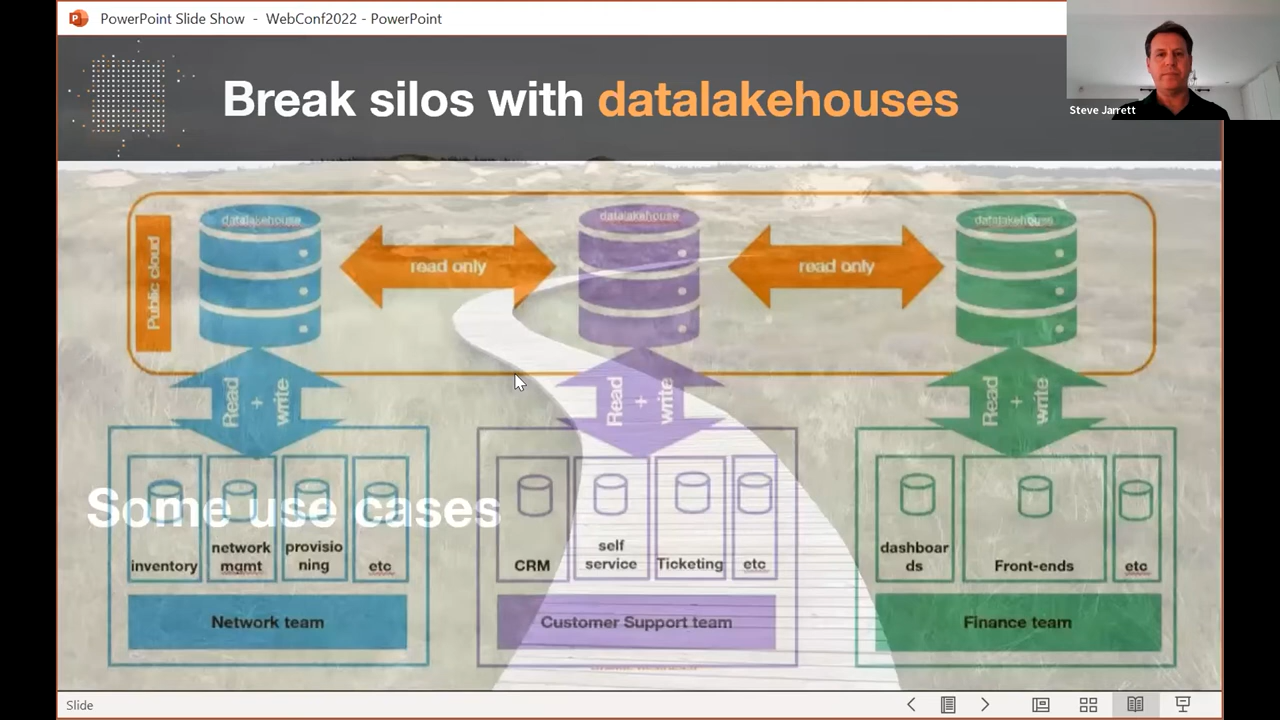 PowerPoint Slide Show - WebConf2022 - PowerPoint
Steve Jarrett
Break silos with datalakehouses
Public cloud
datalakehouse
read only
datalakehouse
read only
datalakehouse
Read
+
write
Read
+
write
Read
+
write
Some use cases
inventory
network
mgmt
provisio
ning
etc
CRM
self
service
Ticketing
etc
dashboar
ds
Front-ends
etc
Network team
Customer Support team
Finance team
Slide